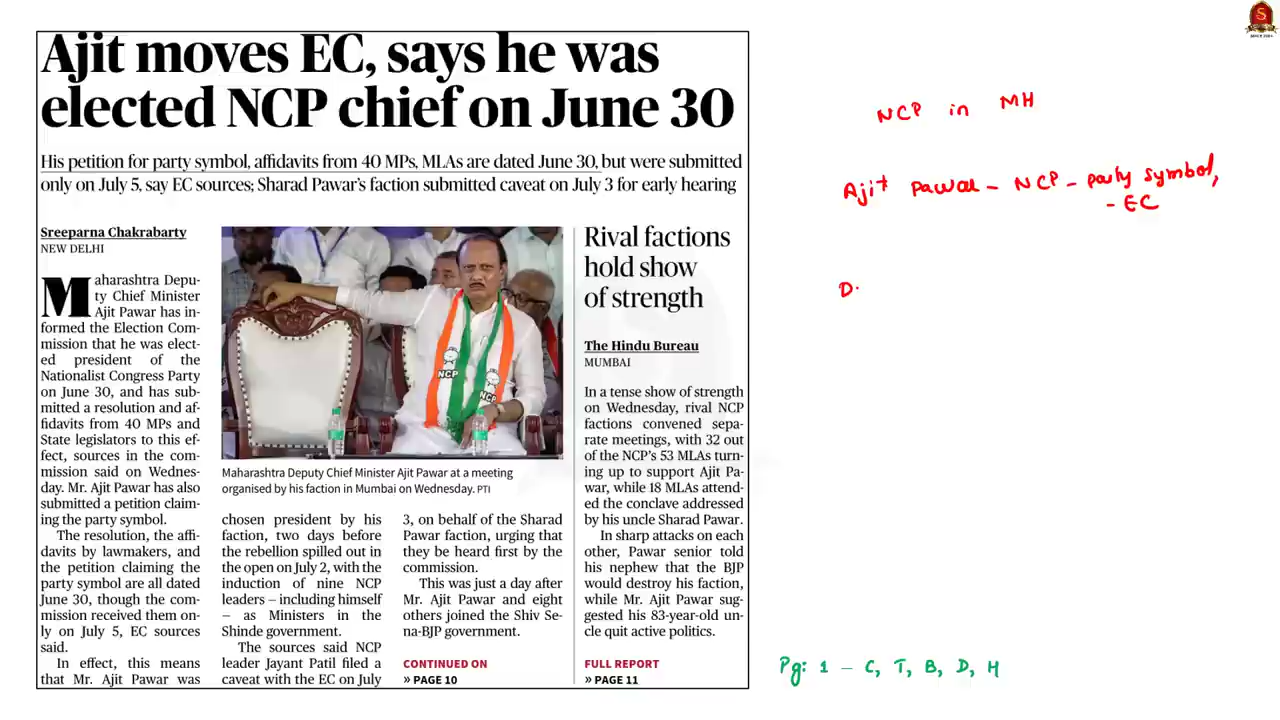 Ajit moves EC, says he was
elected NCP chief on June 30
His petition for party symbol, affidavits from 40 MPs, MLAs are dated June 30, but were submitted
only on July 5, say EC sources; Sharad Pawar's faction submitted caveat on July 3 for early hearing
Sreeparna Chakrabarty
NEW DELHI
Maharashtra Depu-
ty Chief Minister
Ajit Pawar has in-
formed the Election Com-
mission that he was elect-
ed president of the
Nationalist Congress Party
on June 30, and has sub-
mitted a resolution and af-
fidavits from 40 MPs and
State legislators to this ef-
fect, sources in the com-
mission said on Wednes-
day. Mr. Ajit Pawar has also
submitted a petition claim-
ing the party symbol.
The resolution, the affi-
davits by lawmakers, and
the petition claiming the
party symbol are all dated
June 30, though the com-
mission received them on-
ly on July 5, EC sources
said.
In effect, this means
that Mr. Ajit Pawar was
NCP
NCP
Maharashtra Deputy Chief Minister Ajit Pawar at a meeting
organised by his faction in Mumbai on Wednesday. PTI
chosen president by his
faction, two days before
the rebellion spilled out in
the open on July 2, with the
induction of nine NCP
leaders — including himself
— as Ministers in the
Shinde government.
The sources said NCP
leader Jayant Patil filed a
caveat with the EC on July
3, on behalf of the Sharad
Pawar faction, urging that
they be heard first by the
commission.
This was just a day after
Mr. Ajit Pawar and eight
others joined the Shiv Se-
na-BJP government.
CONTINUED ON
» PAGE 10
Rival factions
hold show
of strength
The Hindu Bureau
MUMBAI
In a tense show of strength
on Wednesday, rival NCP
factions convened sepa-
rate meetings, with 32 out
of the NCP's 53 MLAs turn-
ing up to support Ajit Pa-
war, while 18 MLAs attend-
ed the conclave addressed
by his uncle Sharad Pawar.
In sharp attacks on each
other, Pawar senior told
his nephew that the BJP
would destroy his faction,
while Mr. Ajit Pawar sug-
gested his 83-year-old un-
cle quit active politics.
FULL REPORT
» PAGE 11
NCP in MH
Ajit Pawar - NCP - party symbol,
- EC
D.
Pg: 1 - C, T, B, D, H
S
SINCE 2004